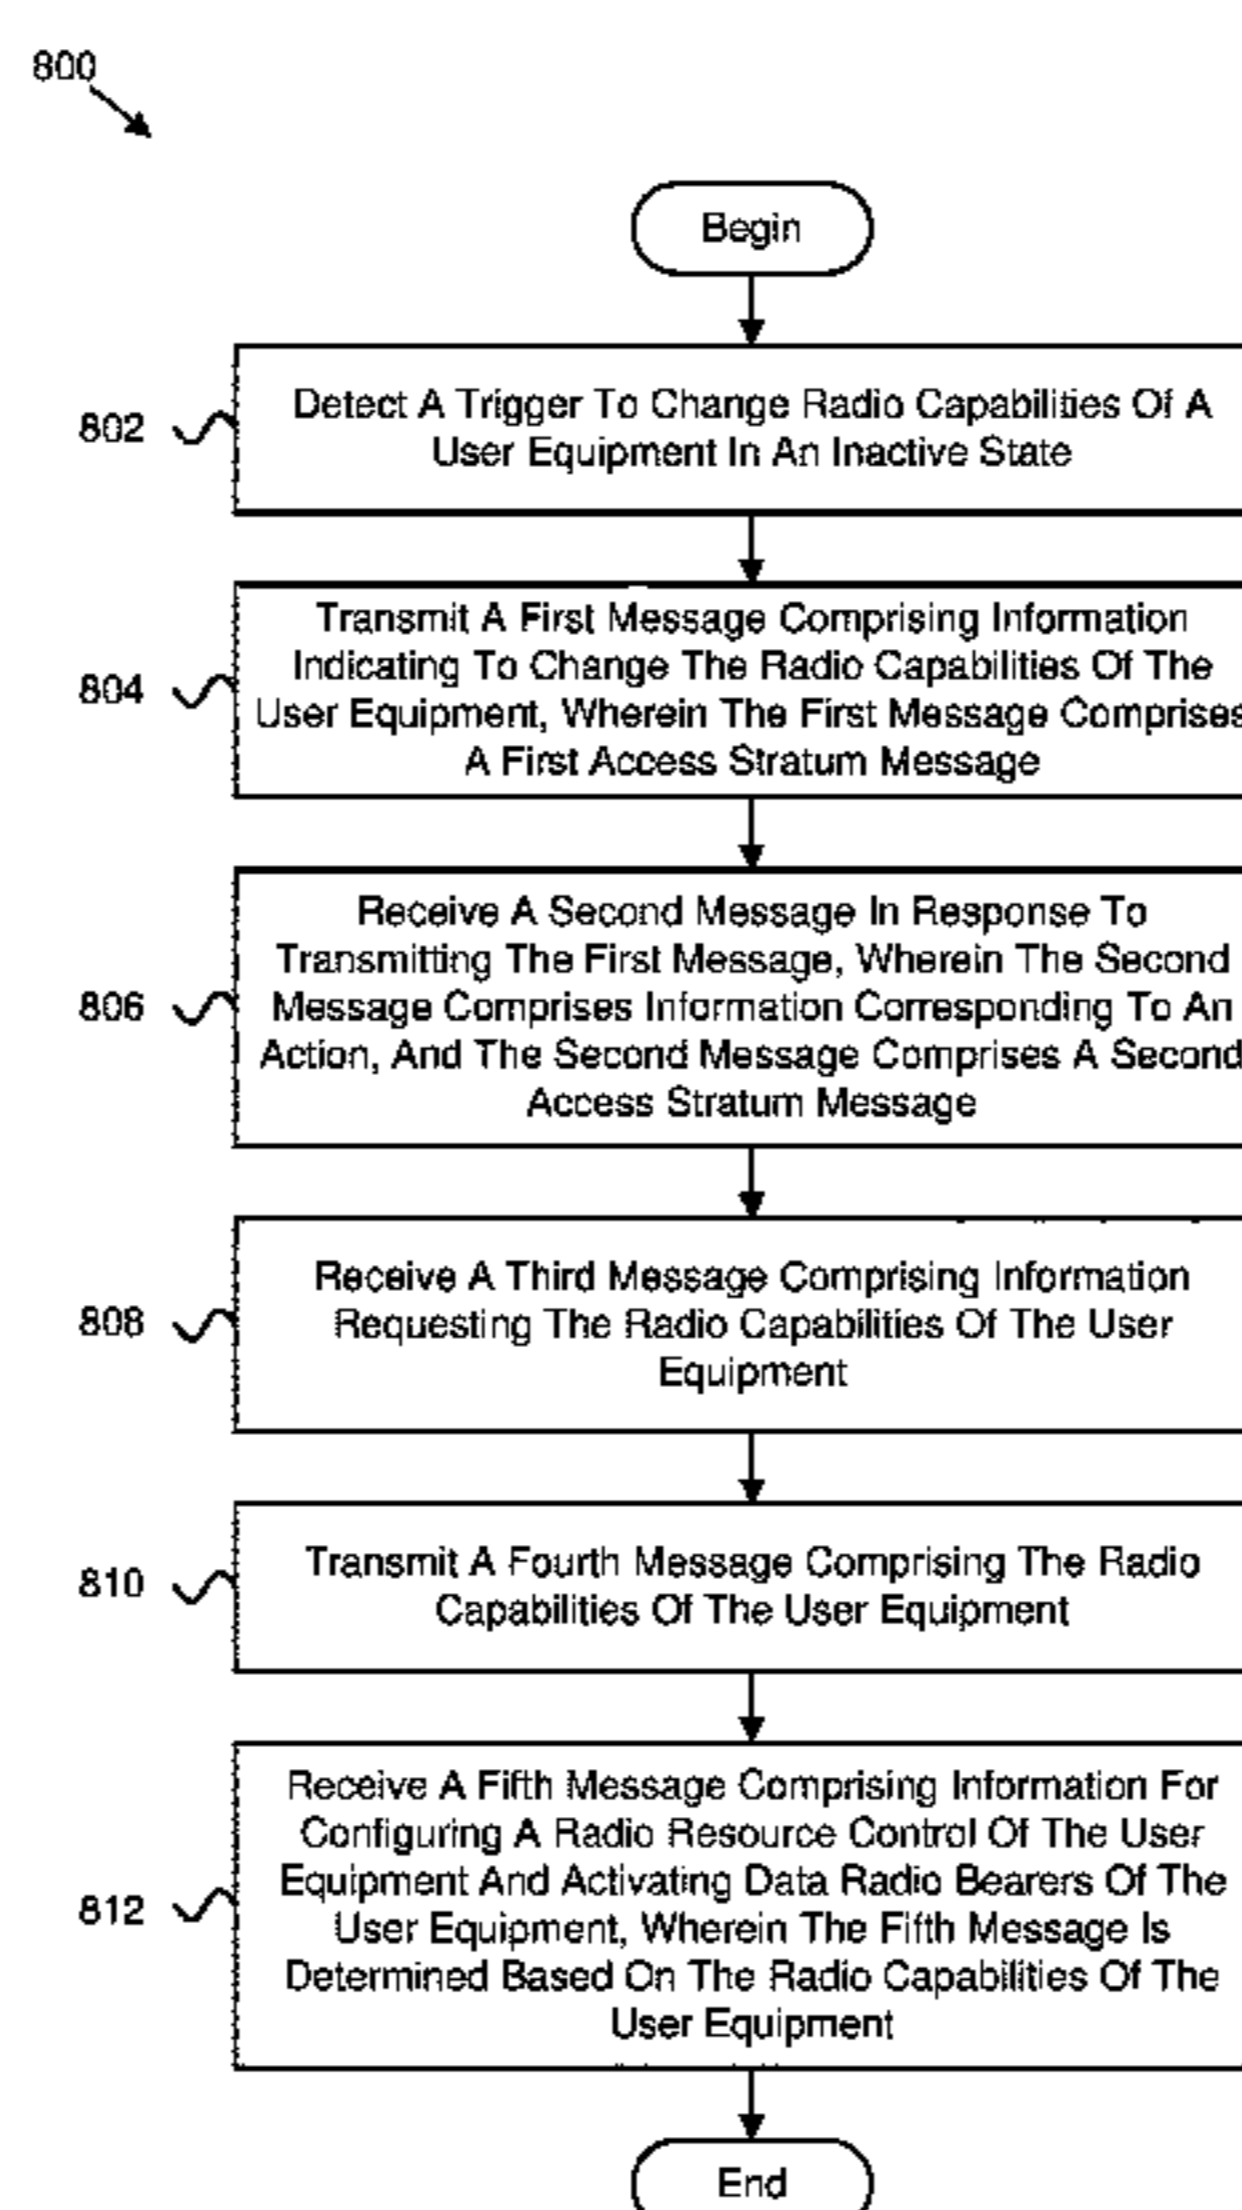 800
Begin
802
Detect A Trigger To Change Radio Capabilities Of A
User Equipment In An Inactive State
804
Transmit A First Message Comprising Information
Indicating To Change The Radio Capabilities Of The
User Equipment, Wherein The First Message Comprises
A First Access Stratum Message
806
Receive A Second Message In Response To
Transmitting The First Message, Wherein The Second
Message Comprises Information Corresponding To An
Action, And The Second Message Comprises A Second
Access Stratum Message
808
Receive A Third Message Comprising Information
Requesting The Radio Capabilities Of The User
Equipment
810
Transmit A Fourth Message Comprising The Radio
Capabilities Of The User Equipment
812
Receive A Fifth Message Comprising Information For
Configuring A Radio Resource Control Of The User
Equipment And Activating Data Radio Bearers Of The
User Equipment, Wherein The Fifth Message Is
Determined Based On The Radio Capabilities Of The
User Equipment
End